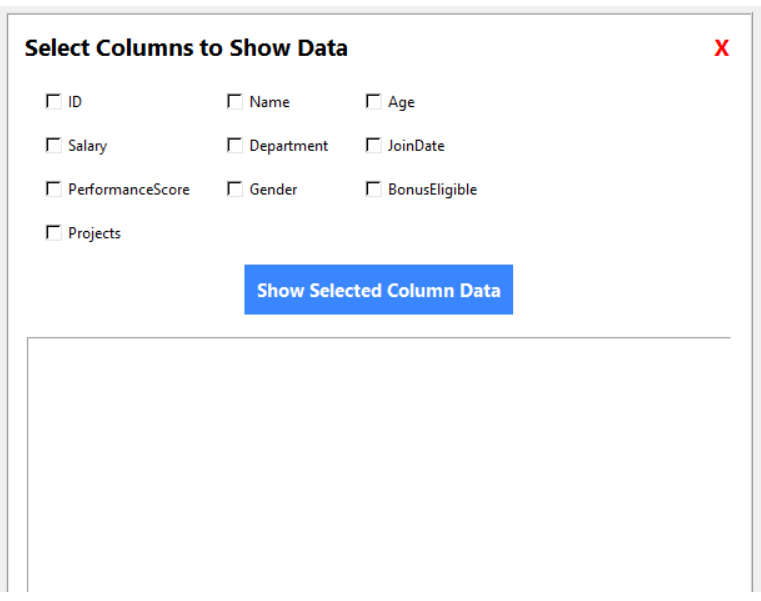 Select Columns to Show Data X
ID Name Age
Salary Department JoinDate
PerformanceScore Gender BonusEligible
Projects
Show Selected Column Data